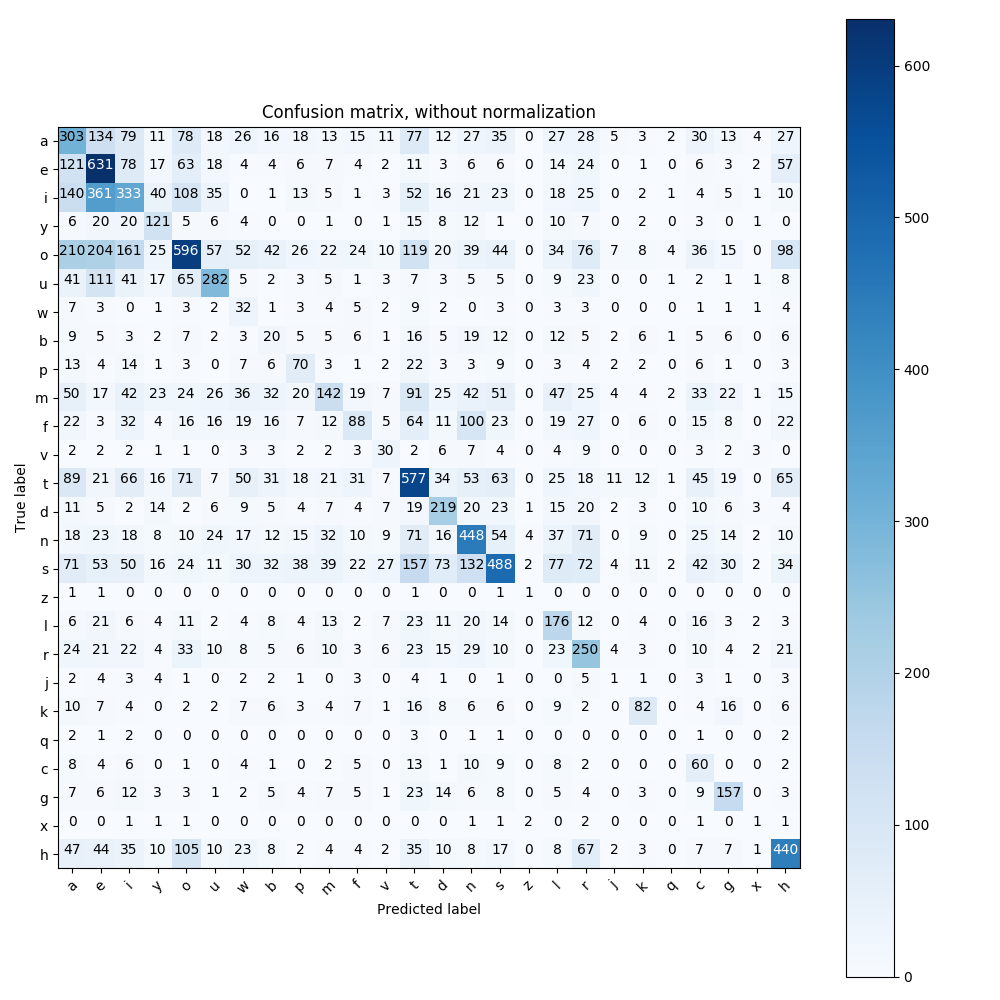 Confusion matrix, without normalization
a 303 134 79 11 78 18 26 16 18 13 15 11 77 12 27 35 0 27 28 5 3 2 30 13 4 27
e 121 631 78 17 63 18 4 4 6 7 4 2 11 3 6 6 0 14 24 0 1 0 6 3 2 57
i 140 361 333 40 108 35 0 1 13 5 1 3 52 16 21 23 0 18 25 0 2 1 4 5 1 10
y 6 20 20 121 5 6 4 0 0 1 0 1 15 8 12 1 0 10 7 0 2 0 3 0 1 0
o 210 204 161 25 596 57 52 42 26 22 24 10 119 20 39 44 0 34 76 7 8 4 36 15 0 98
u 41 111 41 17 65 282 5 2 3 5 1 3 7 3 5 5 0 9 23 0 0 1 2 1 1 8
w 7 3 0 1 3 2 32 1 3 4 5 2 9 2 0 3 0 3 3 0 0 0 1 1 1 4
b 9 5 3 2 7 2 3 20 5 5 6 1 16 5 19 12 0 12 5 2 6 1 5 6 0 6
p 13 4 14 1 3 0 7 6 70 3 1 2 22 3 3 9 0 3 4 2 2 0 6 1 0 3
m 50 17 42 23 24 26 36 32 20 142 19 7 91 25 42 51 0 47 25 4 4 2 33 22 1 15
f 22 3 32 4 16 16 19 16 7 12 88 5 64 11 100 23 0 19 27 0 6 0 15 8 0 22
v 2 2 2 1 1 0 3 3 2 2 3 30 2 6 7 4 0 4 9 0 0 0 3 2 3 0
t 89 21 66 16 71 7 50 31 18 21 31 7 577 34 53 63 0 25 18 11 12 1 45 19 0 65
d 11 5 2 14 2 6 9 5 4 7 4 7 19 219 20 23 1 15 20 2 3 0 10 6 3 4
n 18 23 18 8 10 24 17 12 15 32 10 9 71 16 448 54 4 37 71 0 9 0 25 14 2 10
s 71 53 50 16 24 11 30 32 38 39 22 27 157 73 132 488 2 77 72 4 11 2 42 30 2 34
z 1 1 0 0 0 0 0 0 0 0 0 0 1 0 0 1 1 0 0 0 0 0 0 0 0 0
l 6 21 6 4 11 2 4 8 4 13 2 7 23 11 20 14 0 176 12 0 4 0 16 3 2 3
r 24 21 22 4 33 10 8 5 6 10 3 6 23 15 29 10 0 23 250 4 3 0 10 4 2 21
j 2 4 3 4 1 0 2 2 1 0 3 0 4 1 0 1 0 0 5 1 1 0 3 1 0 3
k 10 7 4 0 2 2 7 6 3 4 7 1 16 8 6 6 0 9 2 0 82 0 4 16 0 6
q 2 1 2 0 0 0 0 0 0 0 0 0 3 0 1 1 0 0 0 0 0 0 1 0 0 2
c 8 4 6 0 1 0 4 1 0 2 5 0 13 1 10 9 0 8 2 0 0 0 60 0 0 2
g 7 6 12 3 3 1 2 5 4 7 5 1 23 14 6 8 0 5 4 0 3 0 9 157 0 3
x 0 0 1 1 1 0 0 0 0 0 0 0 0 0 1 1 2 0 2 0 0 0 1 0 1 1
h 47 44 35 10 105 10 23 8 2 4 4 2 35 10 8 17 0 8 67 2 3 0 7 7 1 440
a e i y o u w b p m f v t d n s z l r j k q c g x h
Predicted label
True label
600
500
400
300
200
100
0